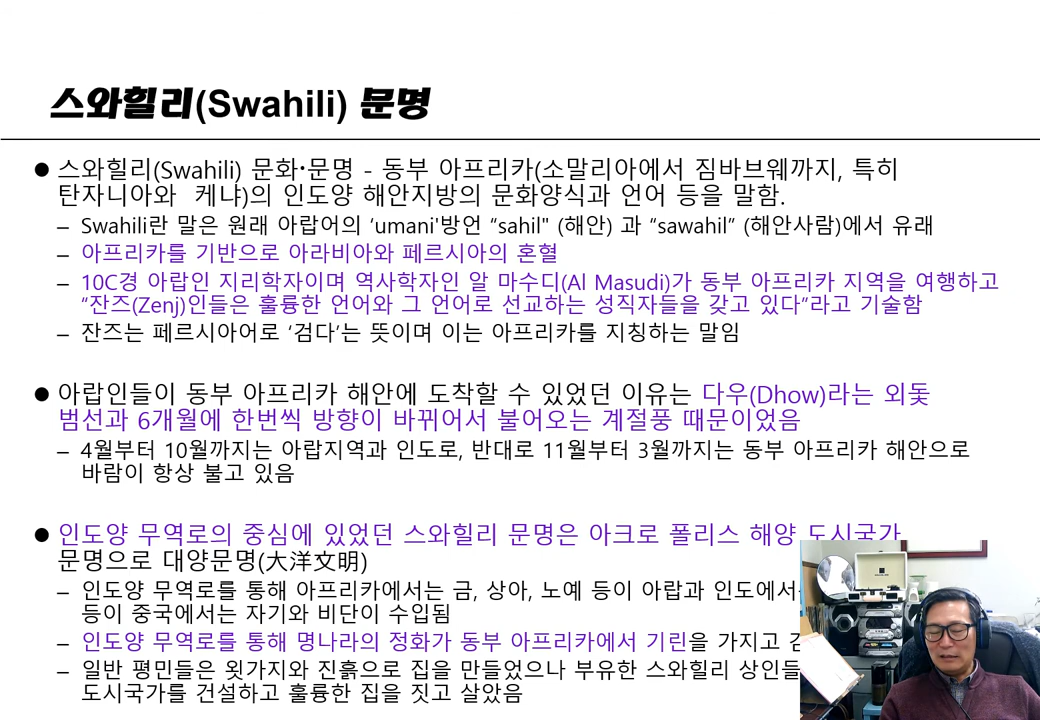 스와힐리(Swahili) 문명
● 스와힐리(Swahili) 문화·문명 - 동부 아프리카(소말리아에서 짐바브웨까지, 특히
탄자니아와 케냐)의 인도양 해안지방의 문화양식과 언어 등을 말함.
– Swahili란 말은 원래 아랍어의 ‘umani'방언 “sahil" (해안) 과 “sawahil” (해안사람)에서 유래
– 아프리카를 기반으로 아라비아와 페르시아의 혼혈
– 10C경 아랍인 지리학자이며 역사학자인 알 마수디(Al Masudi)가 동부 아프리카 지역을 여행하고
“잔즈(Zenj)인들은 훌륭한 언어와 그 언어로 선교하는 성직자들을 갖고 있다”라고 기술함
– 잔즈는 페르시아어로 ‘검다‘는 뜻이며 이는 아프리카를 지칭하는 말임
● 아랍인들이 동부 아프리카 해안에 도착할 수 있었던 이유는 다우(Dhow)라는 외돛
범선과 6개월에 한번씩 방향이 바뀌어서 불어오는 계절풍 때문이었음
– 4월부터 10월까지는 아랍지역과 인도로, 반대로 11월부터 3월까지는 동부 아프리카 해안으로
바람이 항상 불고 있음
● 인도양 무역로의 중심에 있었던 스와힐리 문명은 아크로 폴리스 해양 도시국가
문명으로 대양문명(大洋文明)
– 인도양 무역로를 통해 아프리카에서는 금, 상아, 노예 등이 아랍과 인도에서
등이 중국에서는 자기와 비단이 수입됨
– 인도양 무역로를 통해 명나라의 정화가 동부 아프리카에서 기린을 가지고
– 일반 평민들은 윗가지와 진흙으로 집을 만들었으나 부유한 스와힐리 상인들
도시국가를 건설하고 훌륭한 집을 짓고 살았음